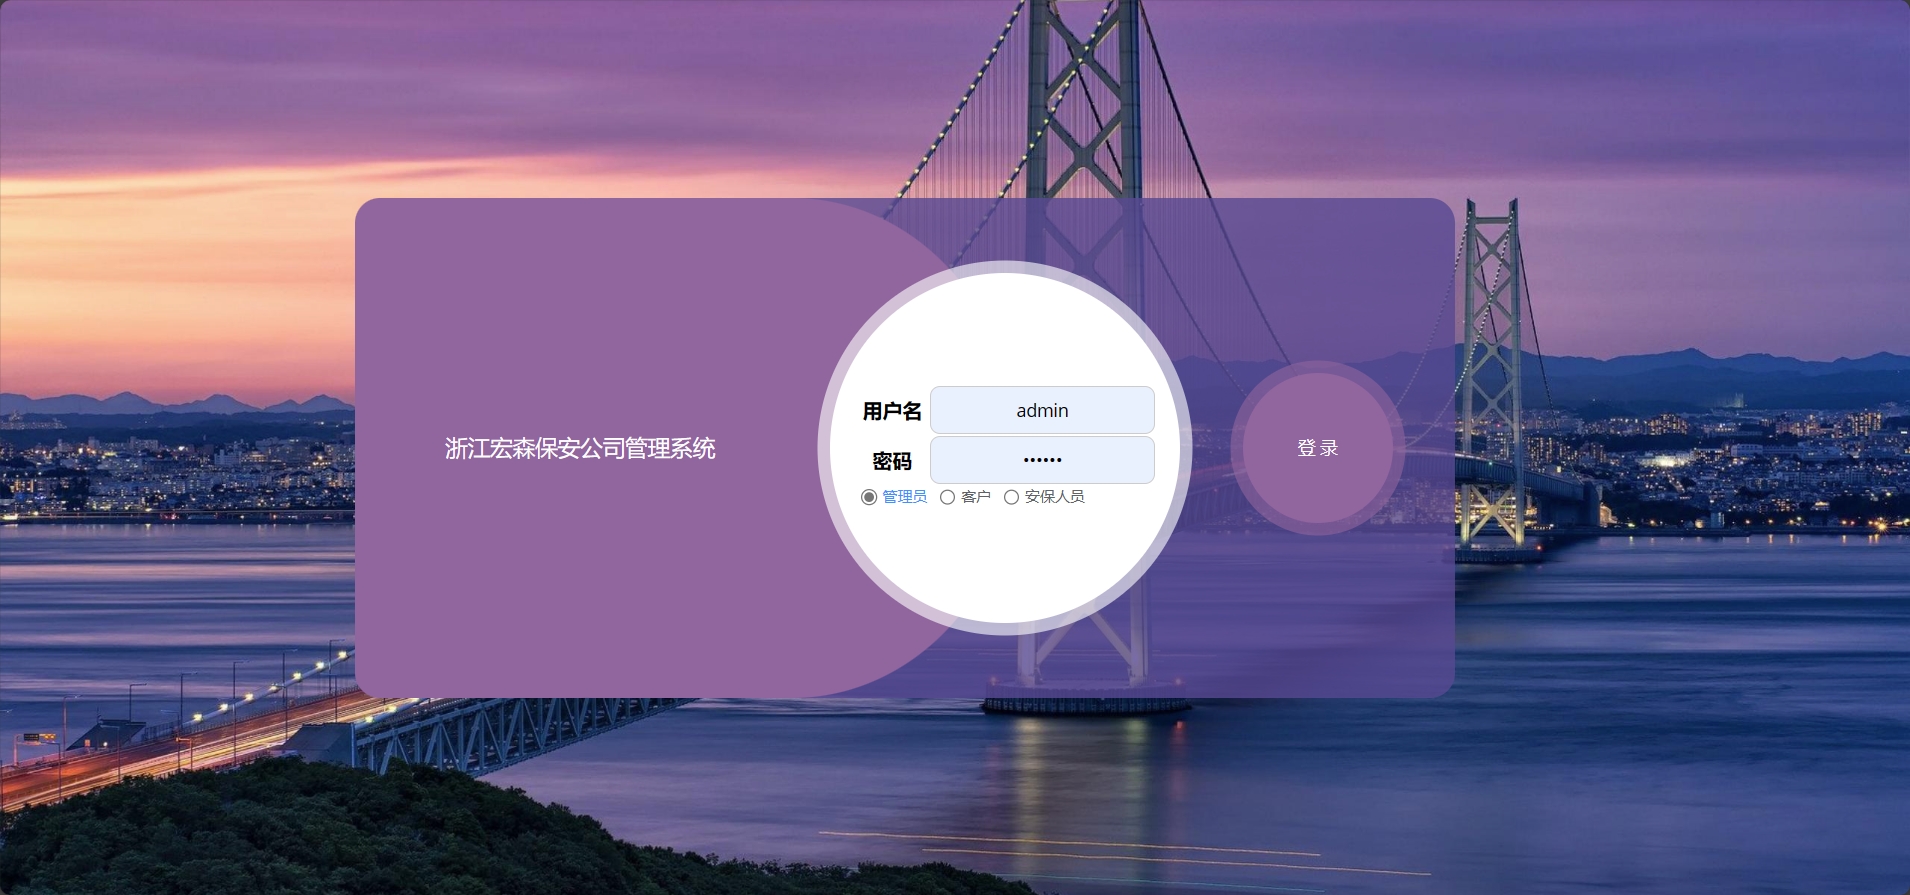 浙江宏森保安公司管理系统
用户名 admin
密码 ••••••
管理员 客户 安保人员
登录